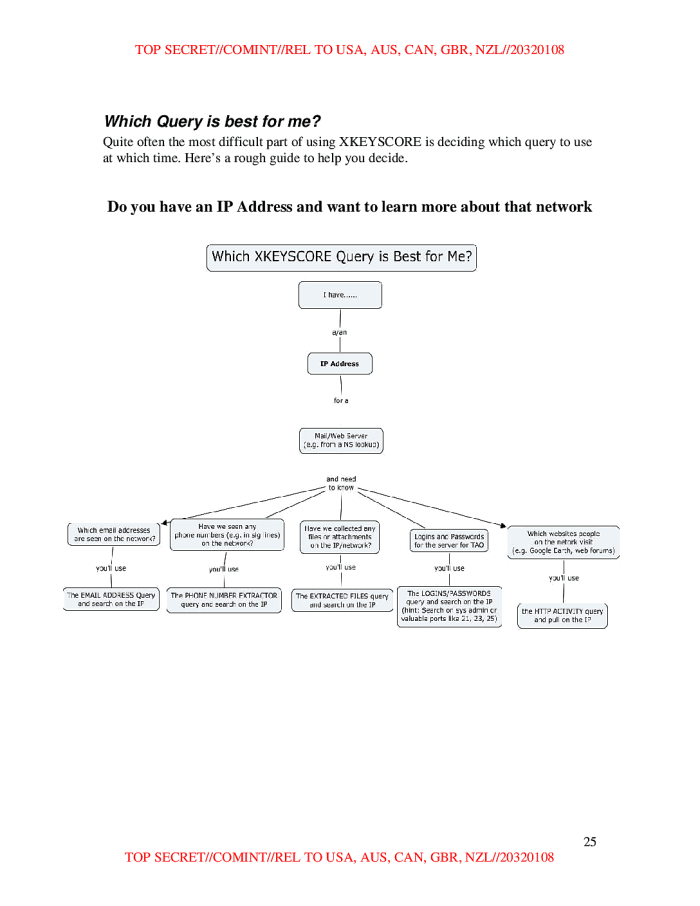 TOP SECRET//COMINT//REL TO USA, AUS, CAN, GBR, NZL//20320108
Which Query is best for me?
Quite often the most difficult part of using XKEYSCORE is deciding which query to use
at which time. Here's a rough guide to help you decide.
Do you have an IP Address and want to learn more about that network
Which XKEYSCORE Query is Best for Me?
I have......
a/an
IP Address
for a
Mail/Web Server
(e.g. from a NS lookup)
and need
to know
Which email addresses
are seen on the network?
you'll use
The EMAIL ADDRESS Query
and search on the IP
Have we seen any
phone numbers (e.g. in sig lines)
on the network?
you'll use
The PHONE NUMBER EXTRACTOR
query and search on the IP
Have we collected any
files or attachments
on the IP/network?
you'll use
The EXTRACTED FILES query
and search on the IP
Logins and Passwords
for the server for TAO
you'll use
The LOGINS/PASSWORDS
query and search on the IP
(hint: Search on sys admin or
valuable ports like 21, 23, 25)
Which websites people
on the netork visit
(e.g. Google Earth, web forums)
you'll use
the HTTP ACTIVITY query
and pull on the IP
25
TOP SECRET//COMINT//REL TO USA, AUS, CAN, GBR, NZL//20320108